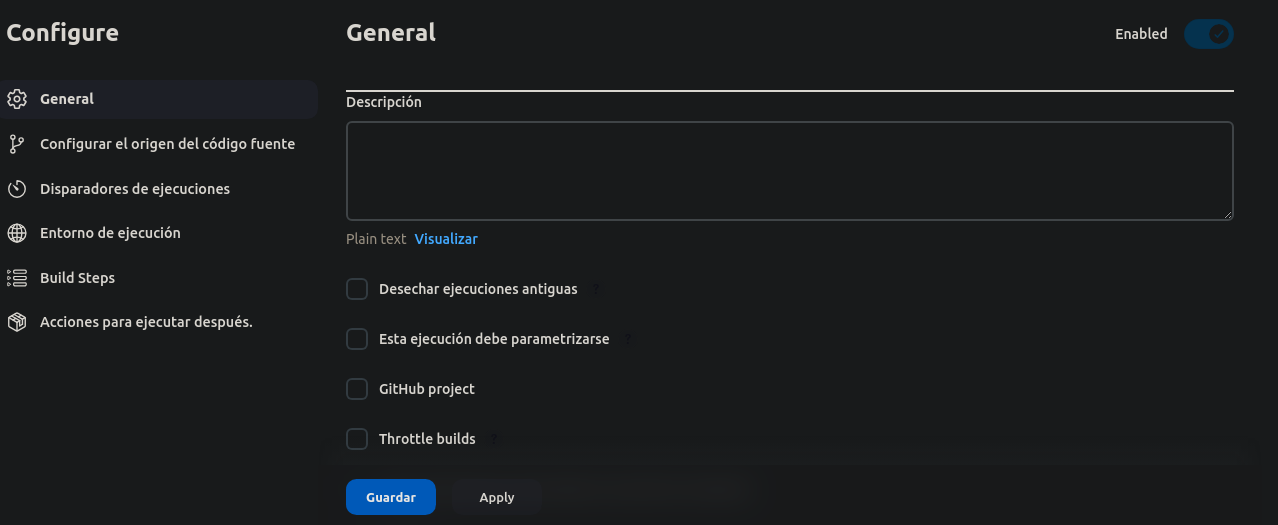 Configure
General
Configurar el origen del código fuente
Disparadores de ejecuciones
Entorno de ejecución
Build Steps
Acciones para ejecutar después.
General
Enabled
Descripción
Plain text Visualizar
Desechar ejecuciones antiguas ?
Esta ejecución debe parametrizarse ?
GitHub project
Throttle builds ?
Guardar Apply